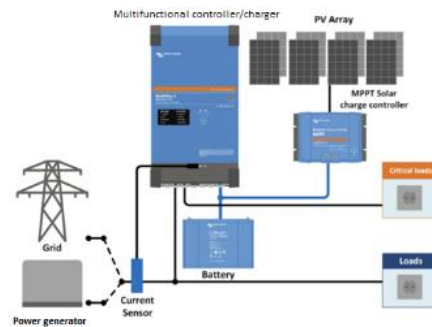 Multifunctional controller/charger
PV Array
MPPT Solar
charge controller
Critical loads
Grid
Battery
Loads
Current
Sensor
Power generator